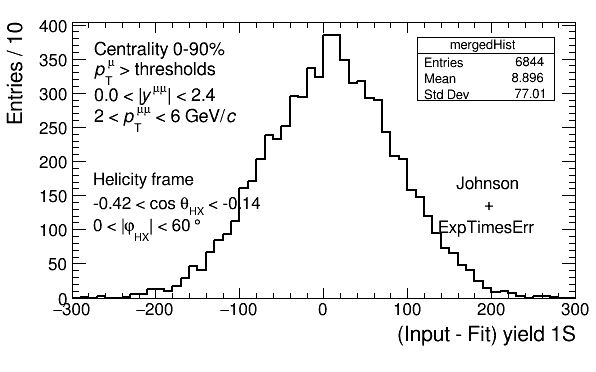 Entries / 10
400
350
300
250
200
150
100
50
0
Centrality 0-90%
p_T^μ > thresholds
0.0 < |y^μμ| < 2.4
2 < p_T^μμ < 6 GeV/c
Helicity frame
-0.42 < cos θ_HX < -0.14
0 < |φ_HX| < 60 °
mergedHist
Entries 6844
Mean 8.896
Std Dev 77.01
Johnson
+
ExpTimesErr
−300 −200 −100 0 100 200 300
(Input - Fit) yield 1S